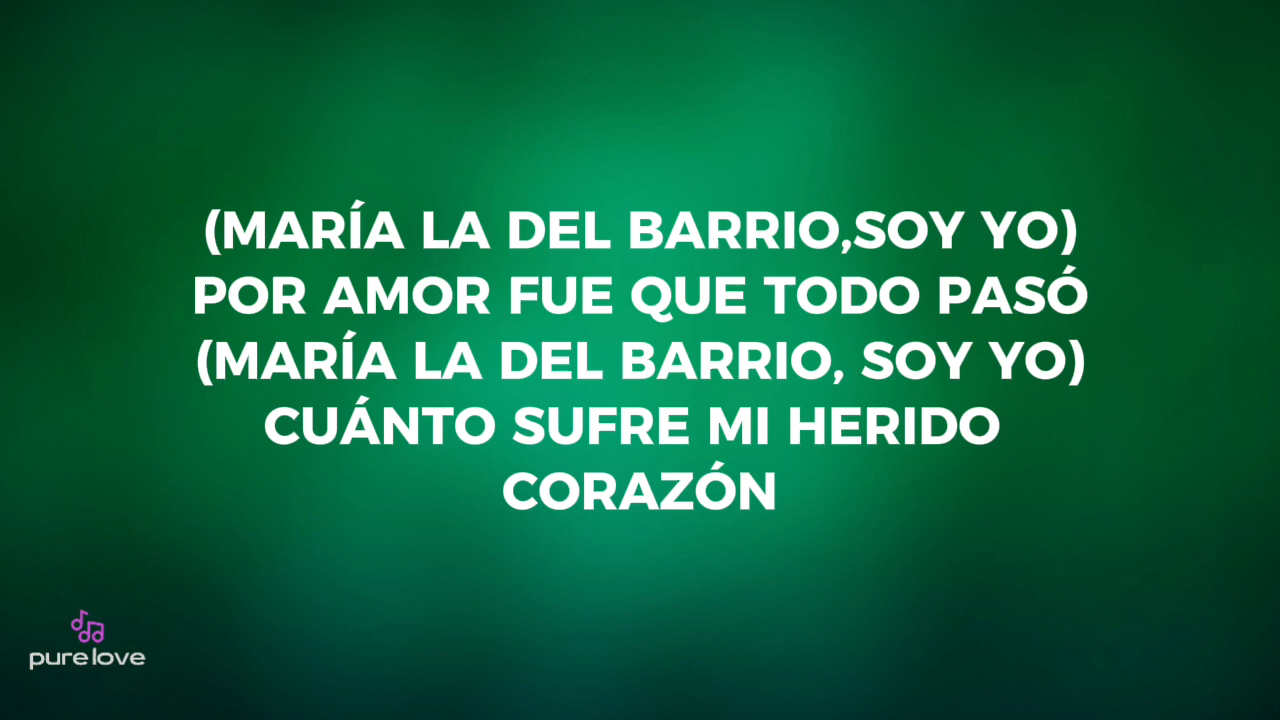 (MARÍA LA DEL BARRIO,SOY YO)
POR AMOR FUE QUE TODO PASÓ
(MARÍA LA DEL BARRIO, SOY YO)
CUÁNTO SUFRE MI HERIDO
CORAZÓN
pure love